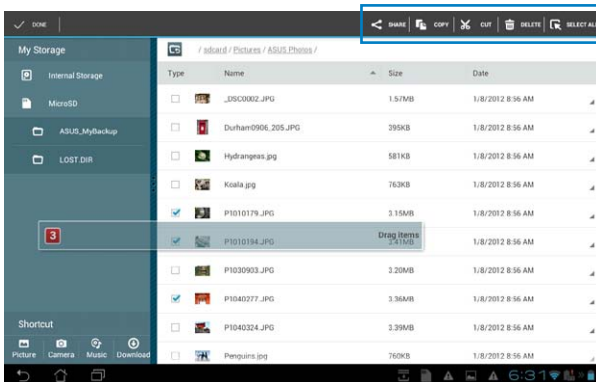 DONE
SHARE COPY CUT DELETE SELECT ALL
My Storage
/ sdcard / Pictures / ASUS Photos /
Internal Storage
MicroSD
ASUS_MyBackup
LOST.DIR
Type Name Size Date
_DSC0002.JPG 1.57MB 1/8/2012 8:56 AM
Durham0906_205.JPG 395KB 1/8/2012 8:56 AM
Hydrangeas.jpg 581KB 1/8/2012 8:56 AM
Koala.jpg 763KB 1/8/2012 8:56 AM
P1010179.JPG 3.15MB 1/8/2012 8:56 AM
3 Drag items
P1010194.JPG 3.41MB 1/8/2012 8:56 AM
P1030903.JPG 3.20MB 1/8/2012 8:56 AM
P1040277.JPG 3.36MB 1/8/2012 8:56 AM
P1040324.JPG 3.39MB 1/8/2012 8:56 AM
Penguins.jpg 760KB 1/8/2012 8:56 AM
Shortcut
Picture Camera Music Download
6:31